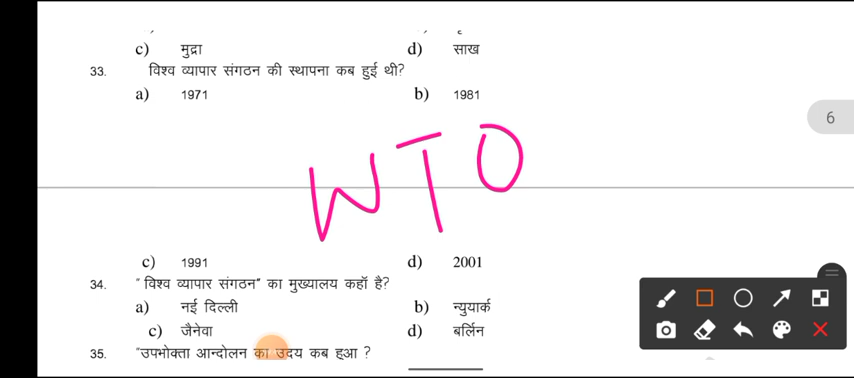 c) मुद्रा d) साख
33. विश्व व्यापार संगठन की स्थापना कब हुई थी?
a) 1971 b) 1981
6
WTO
c) 1991 d) 2001
34. "विश्व व्यापार संगठन" का मुख्यालय कहॉ है?
a) नई दिल्ली b) न्युयार्क
c) जेनेवा d) बर्लिन
35. "उपभोक्ता आन्दोलन का उदय कब हुआ ?